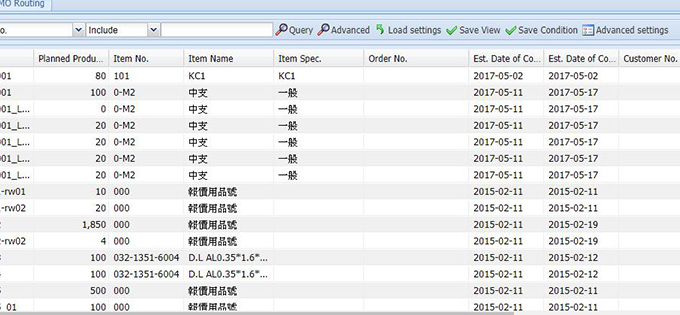 MO Routing
o. Include Query Advanced Load settings Save View Save Condition Advanced settings
Planned Produ... Item No. Item Name Item Spec. Order No. Est. Date of Co... Est. Date of Co... Customer No.
001 80 101 KC1 KC1 2017-05-02 2017-05-02
001 100 0-M2 中支 一般 2017-05-11 2017-05-17
001_L... 0 0-M2 中支 一般 2017-05-11 2017-05-17
001_L... 20 0-M2 中支 一般 2017-05-11 2017-05-17
001_L... 20 0-M2 中支 一般 2017-05-11 2017-05-17
001_L... 20 0-M2 中支 一般 2017-05-11 2017-05-17
001_L... 20 0-M2 中支 一般 2017-05-11 2017-05-17
-rw01 10 000 報價用品號 2015-02-11 2015-02-11
-rw02 20 000 報價用品號 2015-02-11 2015-02-11
2 1,850 000 報價用品號 2015-02-11 2015-02-19
-rw02 4 000 報價用品號 2015-02-11 2015-02-19
100 032-1351-6004 D.L AL0.35*1.6*... 2015-02-11 2015-02-12
100 032-1351-6004 D.L AL0.35*1.6*... 2015-02-11 2015-02-12
500 000 報價用品號 2015-02-11 2015-02-11
01 100 000 報價用品號 2015-02-11 2015-02-11